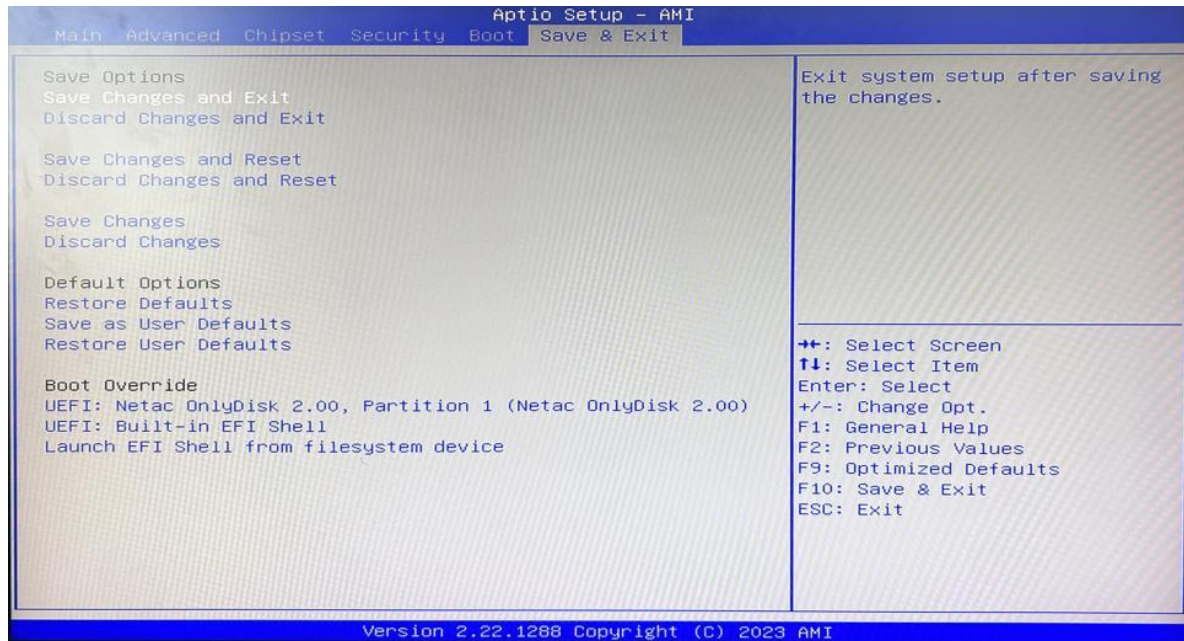 Aptio Setup – AMI
Main Advanced Chipset Security Boot Save & Exit
Save Options
Save Changes and Exit
Discard Changes and Exit
Save Changes and Reset
Discard Changes and Reset
Save Changes
Discard Changes
Default Options
Restore Defaults
Save as User Defaults
Restore User Defaults
Boot Override
UEFI: Netac OnlyDisk 2.00, Partition 1 (Netac OnlyDisk 2.00)
UEFI: Built-in EFI Shell
Launch EFI Shell from filesystem device
Exit system setup after saving
the changes.
→←: Select Screen
↑↓: Select Item
Enter: Select
+/-: Change Opt.
F1: General Help
F2: Previous Values
F9: Optimized Defaults
F10: Save & Exit
ESC: Exit
Version 2.22.1288 Copyright (C) 2023 AMI